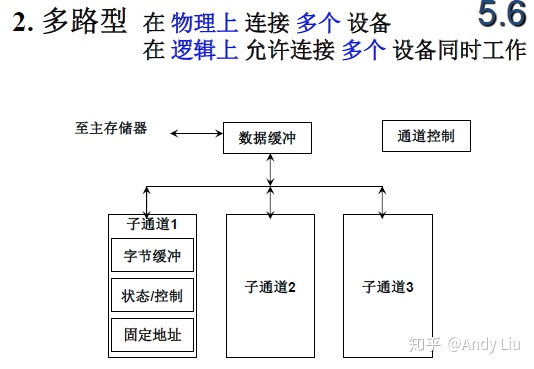 5.6
2. 多路型 在 物理上 连接 多个 设备
在 逻辑上 允许连接 多个 设备同时工作
至主存储器
数据缓冲
通道控制
子通道1
字节缓冲
状态/控制
固定地址
子通道2
子通道3
知乎 @Andy Liu